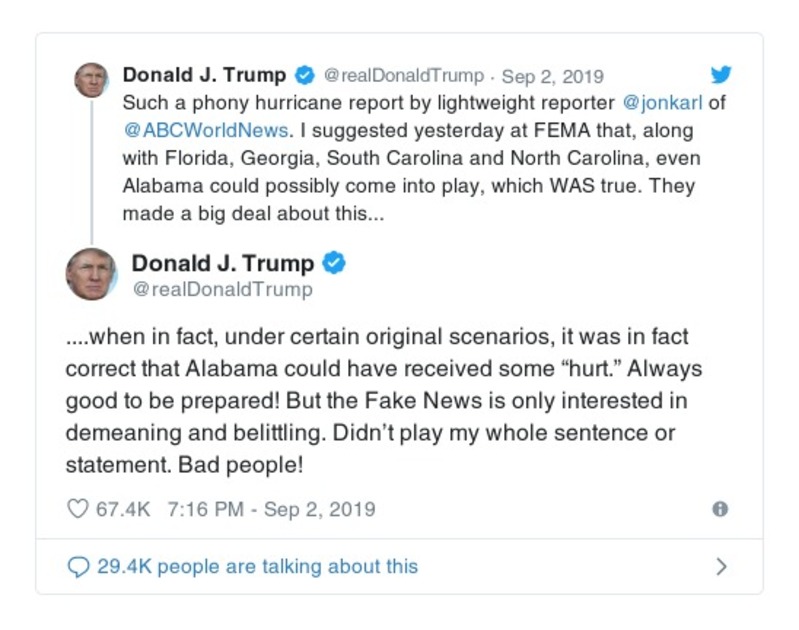 Donald J. Trump @realDonaldTrump · Sep 2, 2019
Such a phony hurricane report by lightweight reporter @jonkarl of
@ABCWorldNews. I suggested yesterday at FEMA that, along
with Florida, Georgia, South Carolina and North Carolina, even
Alabama could possibly come into play, which WAS true. They
made a big deal about this...
Donald J. Trump
@realDonaldTrump
....when in fact, under certain original scenarios, it was in fact
correct that Alabama could have received some “hurt.” Always
good to be prepared! But the Fake News is only interested in
demeaning and belittling. Didn’t play my whole sentence or
statement. Bad people!
67.4K 7:16 PM - Sep 2, 2019
29.4K people are talking about this